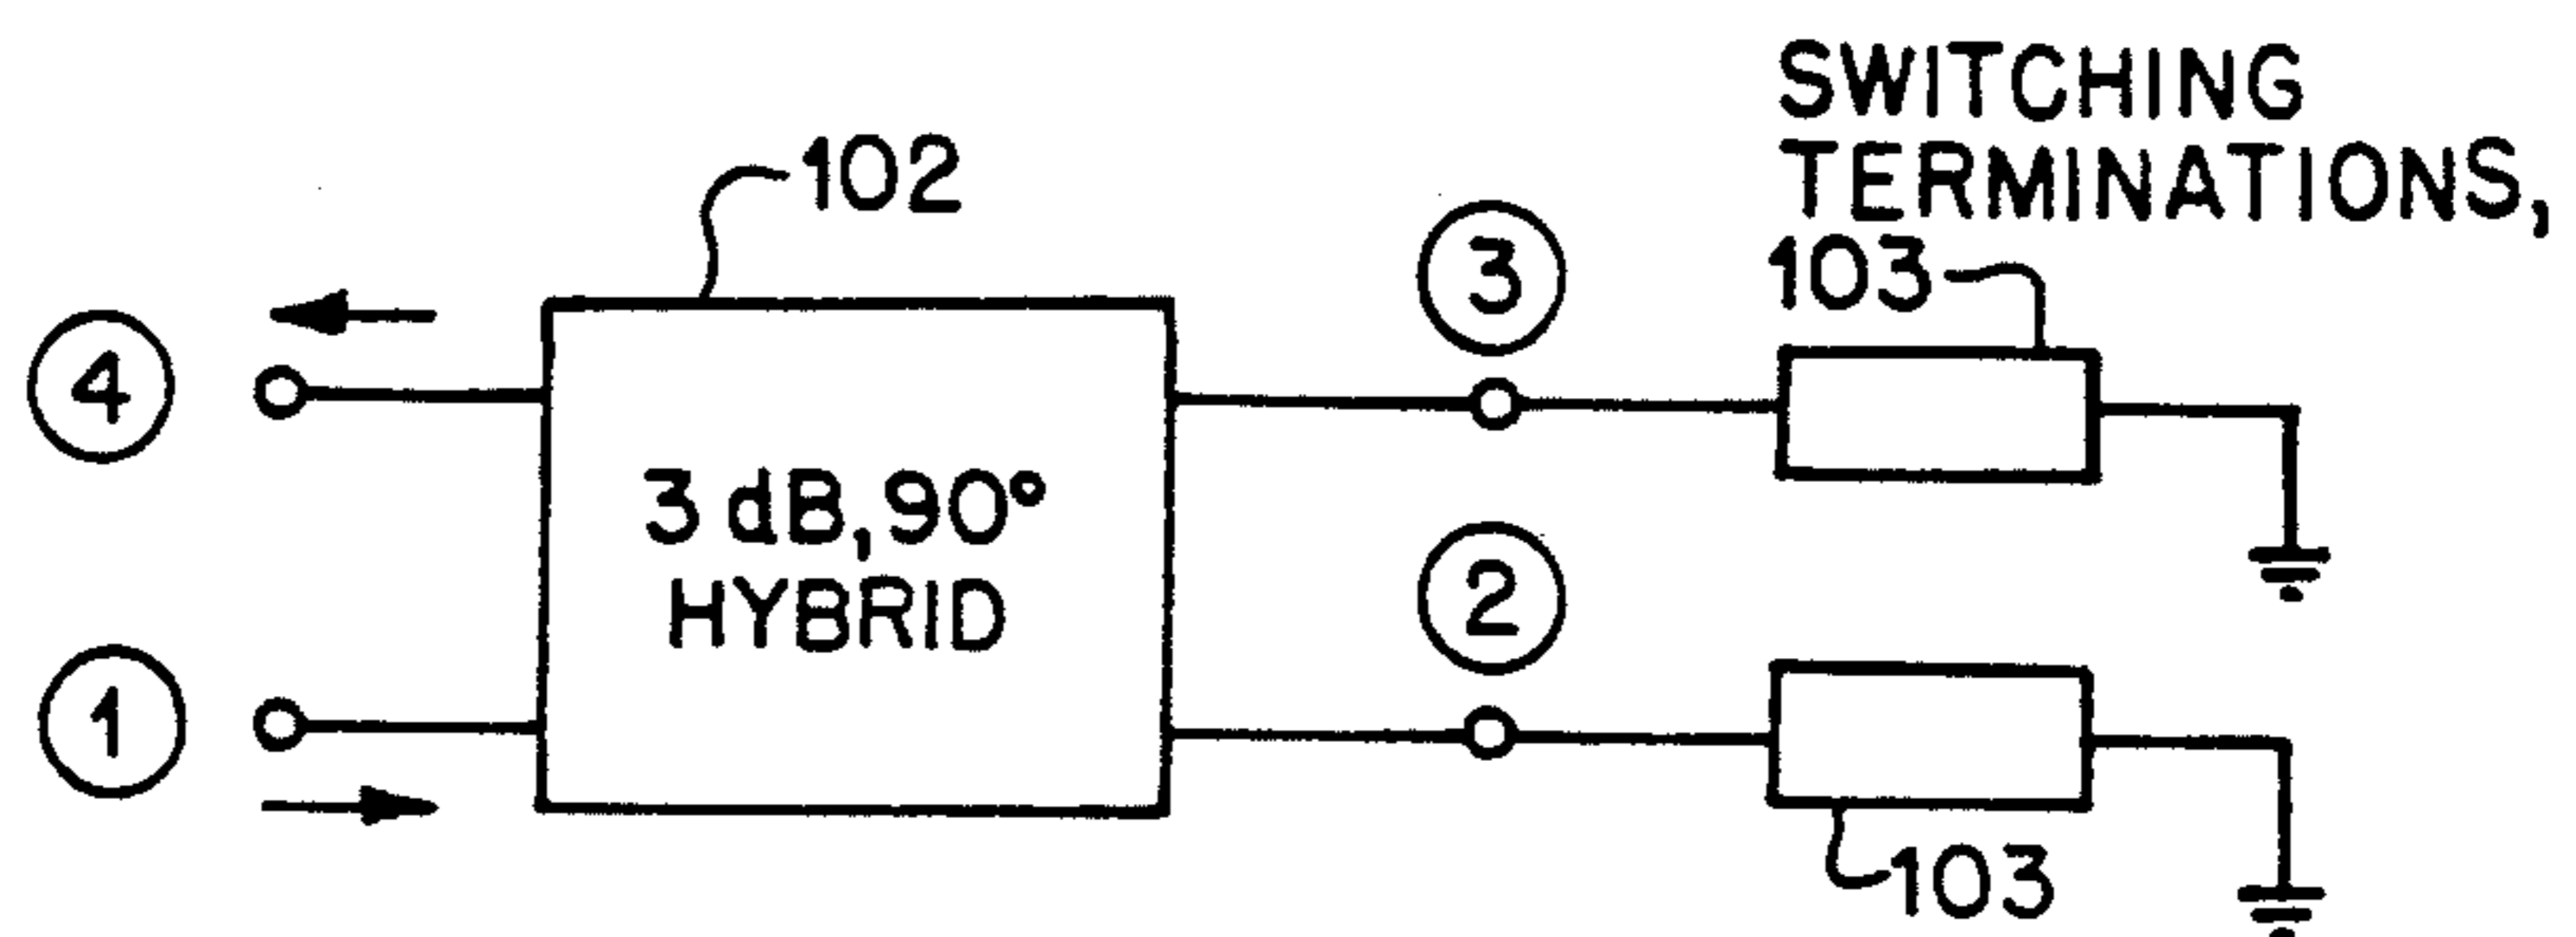 SWITCHING
TERMINATIONS,
103
102
3
4
3 dB, 90°
HYBRID
2
1
103